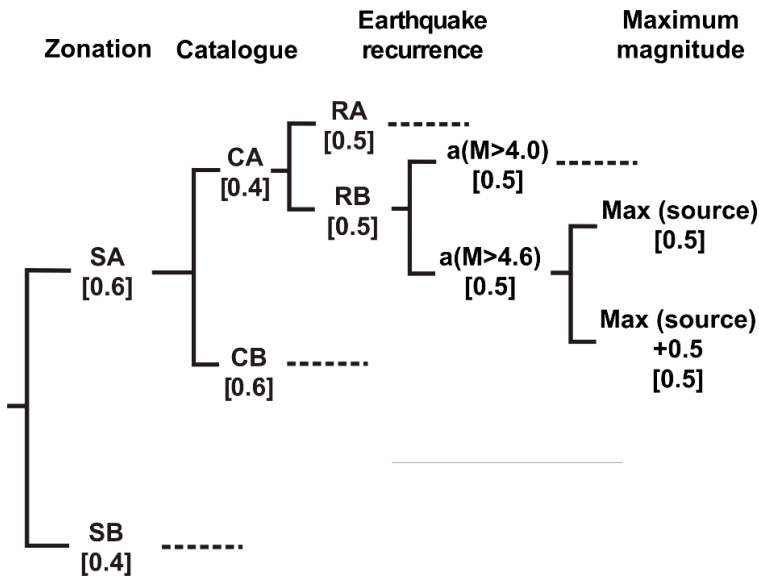 Zonation
Catalogue
Earthquake
recurrence
Maximum
magnitude
RA
[0.5]
CA
[0.4]
RB
[0.5]
a(M>4.0)
[0.5]
Max (source)
[0.5]
SA
[0.6]
a(M>4.6)
[0.5]
Max (source)
+0.5
[0.5]
CB
[0.6]
SB
[0.4]